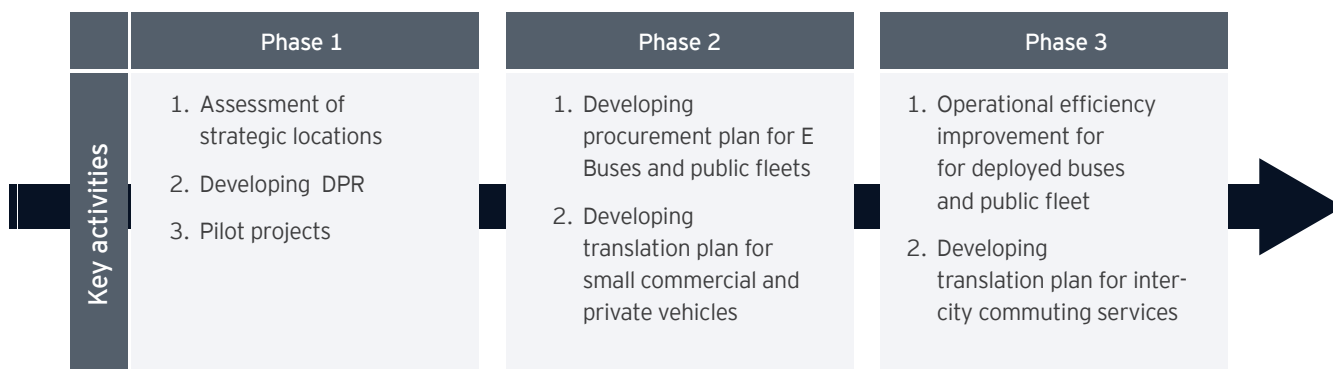 Phase 1
Phase 2
Phase 3
Key activities
1. Assessment of
strategic locations
2. Developing DPR
3. Pilot projects
1. Developing
procurement plan for E
Buses and public fleets
2. Developing
translation plan for
small commercial and
private vehicles
1. Operational efficiency
improvement for
for deployed buses
and public fleet
2. Developing
translation plan for inter-
city commuting services